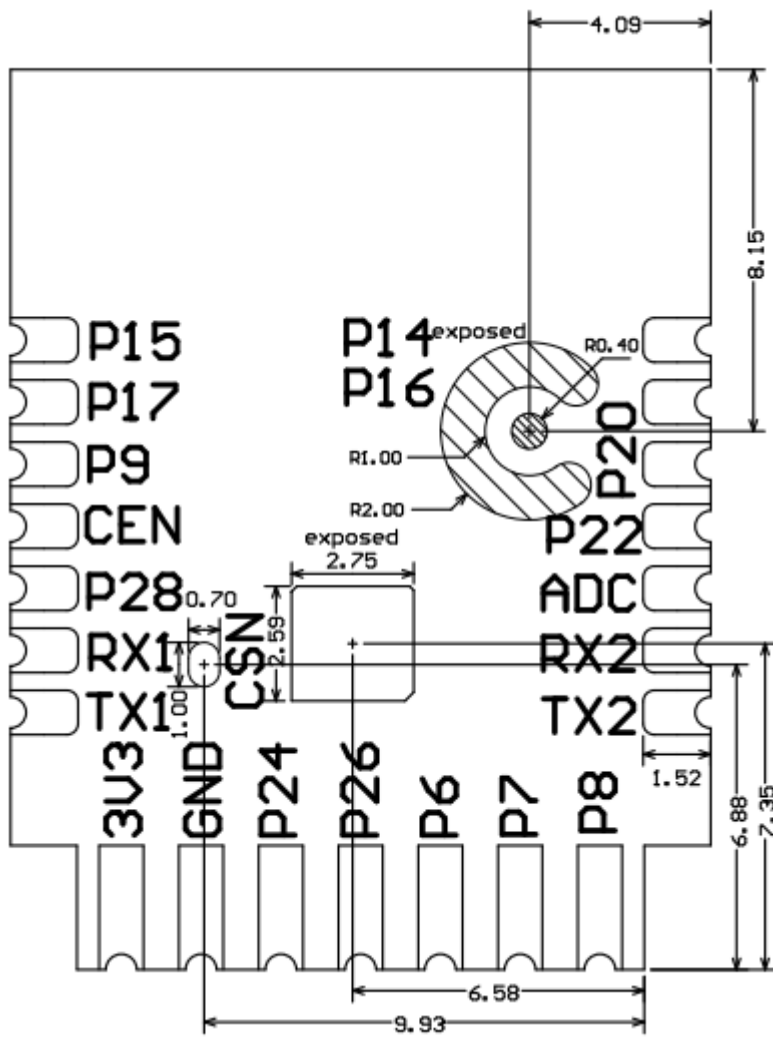 4.09
8.15
P15
P14
exposed
R0.40
P17
P16
P20
P9
R1.00
R2.00
CEN
exposed
P22
2.75
P28
0.70
ADC
CSN
2.59
RX1
RX2
1.00
TX1
TX2
1.52
3V3
GND
P24
P26
P6
P7
P8
6.88
7.35
6.58
9.93